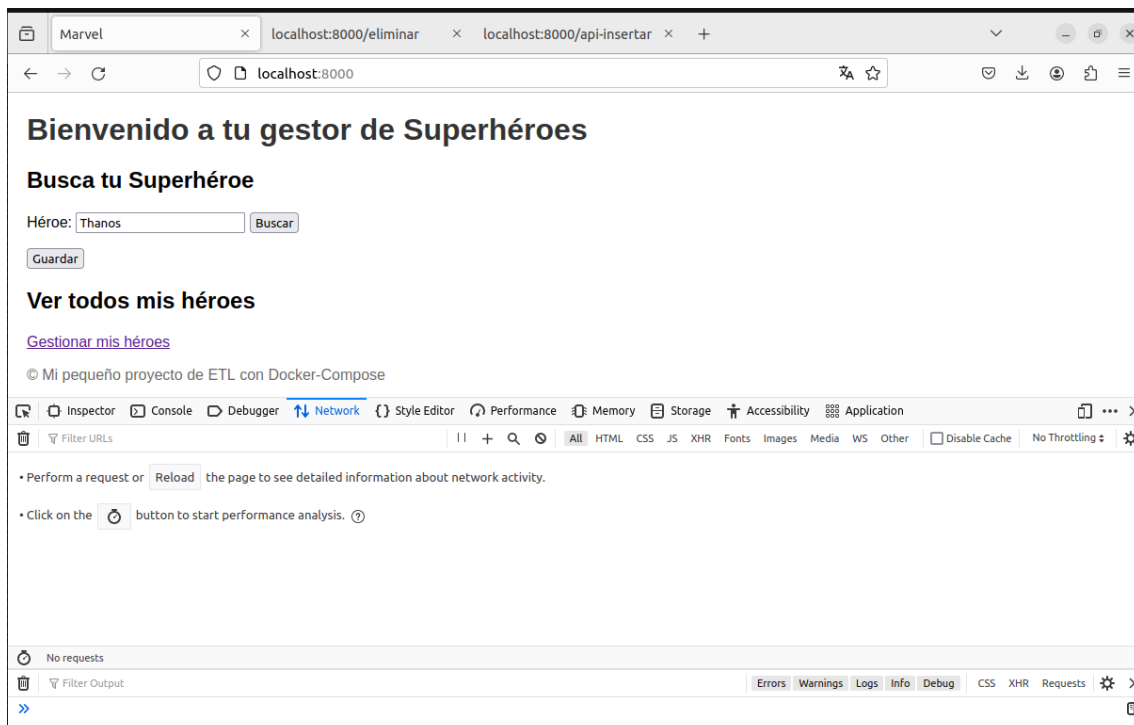 Marvel localhost:8000/eliminar localhost:8000/api-insertar
localhost:8000
Bienvenido a tu gestor de Superhéroes
Busca tu Superhéroe
Héroe: Thanos Buscar
Guardar
Ver todos mis héroes
Gestionar mis héroes
© Mi pequeño proyecto de ETL con Docker-Compose
Inspector Console Debugger Network Style Editor Performance Memory Storage Accessibility Application
Filter URLs All HTML CSS JS XHR Fonts Images Media WS Other Disable Cache No Throttling
• Perform a request or Reload the page to see detailed information about network activity.
• Click on the button to start performance analysis.
No requests
Filter Output Errors Warnings Logs Info Debug CSS XHR Requests